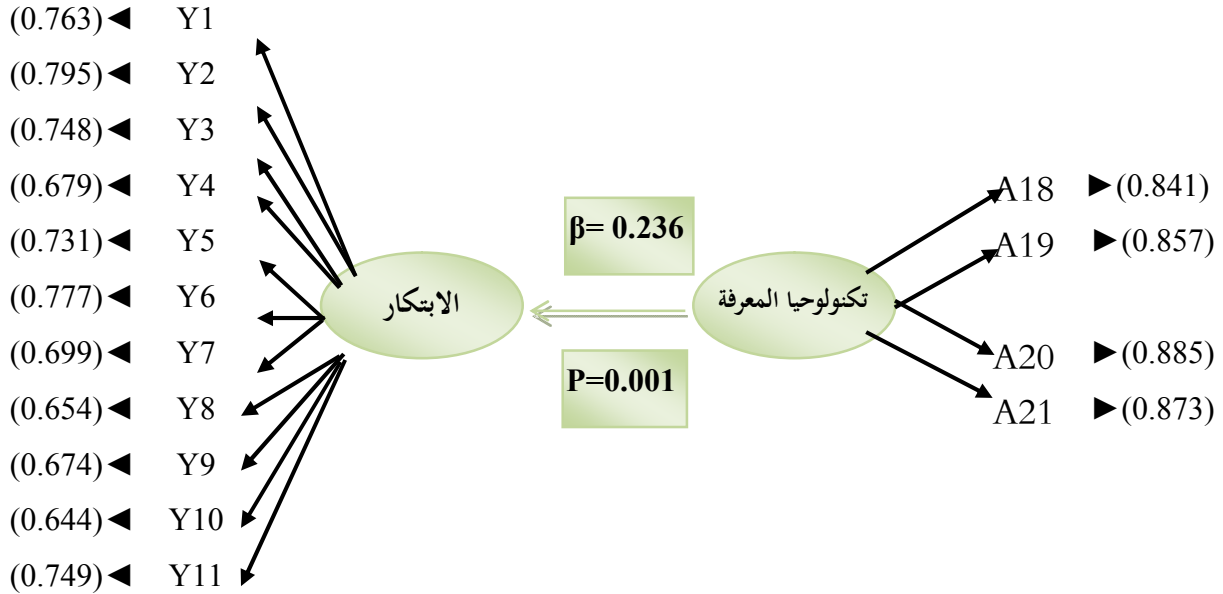 (0.763)◄ Y1
(0.795)◄ Y2
(0.748)◄ Y3
(0.679)◄ Y4
(0.731)◄ Y5
(0.777)◄ Y6
(0.699)◄ Y7
(0.654)◄ Y8
(0.674)◄ Y9
(0.644)◄ Y10
(0.749)◄ Y11
الابتكار
β= 0.236
P=0.001
تكنولوحيا المعرفة
A18 ►(0.841)
A19 ►(0.857)
A20 ►(0.885)
A21 ►(0.873)